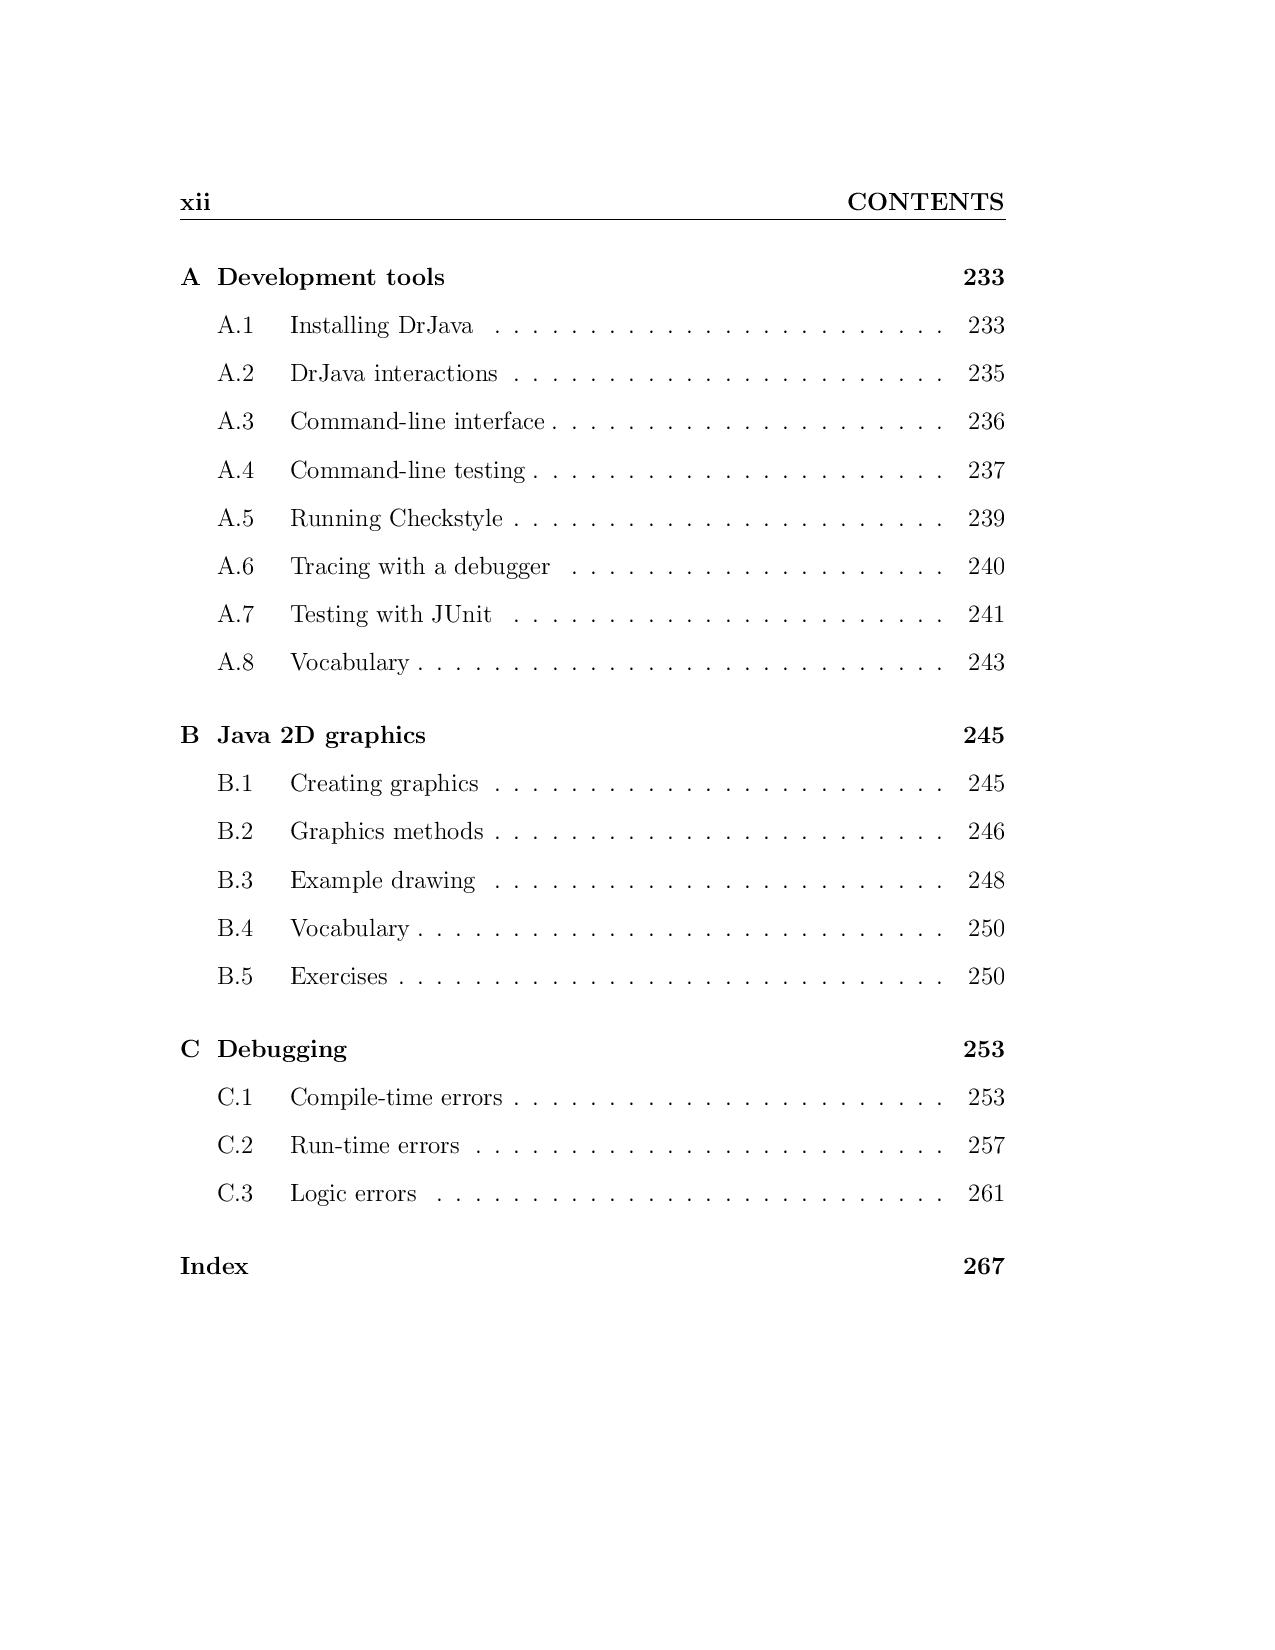 xii CONTENTS
A Development tools 233
A.1 Installing DrJava . . . . . . . . . . . . . . . . . . . . . . . . 233
A.2 DrJava interactions . . . . . . . . . . . . . . . . . . . . . . . 235
A.3 Command-line interface . . . . . . . . . . . . . . . . . . . . . 236
A.4 Command-line testing . . . . . . . . . . . . . . . . . . . . . . 237
A.5 Running Checkstyle . . . . . . . . . . . . . . . . . . . . . . . 239
A.6 Tracing with a debugger . . . . . . . . . . . . . . . . . . . . 240
A.7 Testing with JUnit . . . . . . . . . . . . . . . . . . . . . . . 241
A.8 Vocabulary . . . . . . . . . . . . . . . . . . . . . . . . . . . . 243
B Java 2D graphics 245
B.1 Creating graphics . . . . . . . . . . . . . . . . . . . . . . . . 245
B.2 Graphics methods . . . . . . . . . . . . . . . . . . . . . . . . 246
B.3 Example drawing . . . . . . . . . . . . . . . . . . . . . . . . 248
B.4 Vocabulary . . . . . . . . . . . . . . . . . . . . . . . . . . . . 250
B.5 Exercises . . . . . . . . . . . . . . . . . . . . . . . . . . . . . 250
C Debugging 253
C.1 Compile-time errors . . . . . . . . . . . . . . . . . . . . . . . 253
C.2 Run-time errors . . . . . . . . . . . . . . . . . . . . . . . . . 257
C.3 Logic errors . . . . . . . . . . . . . . . . . . . . . . . . . . . 261
Index 267